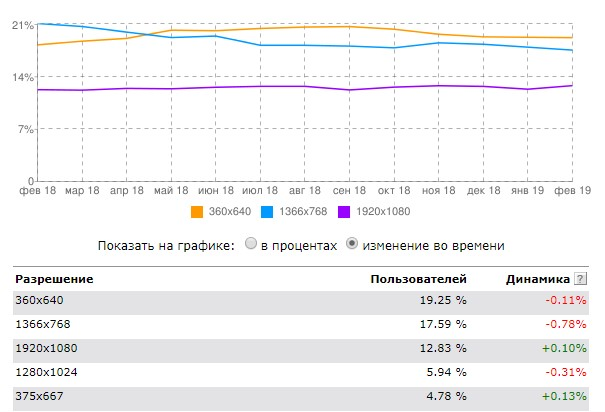 21%
14%
7%
0
фев 18 мар 18 апр 18 май 18 июн 18 июл 18 авг 18 сен 18 окт 18 ноя 18 дек 18 янв 19 фев 19
360x640 1366x768 1920x1080
Показать на графике: в процентах изменение во времени
Разрешение Пользователей Динамика ?
360x640 19.25 % -0.11%
1366x768 17.59 % -0.78%
1920x1080 12.83 % +0.10%
1280x1024 5.94 % -0.31%
375x667 4.78 % +0.13%